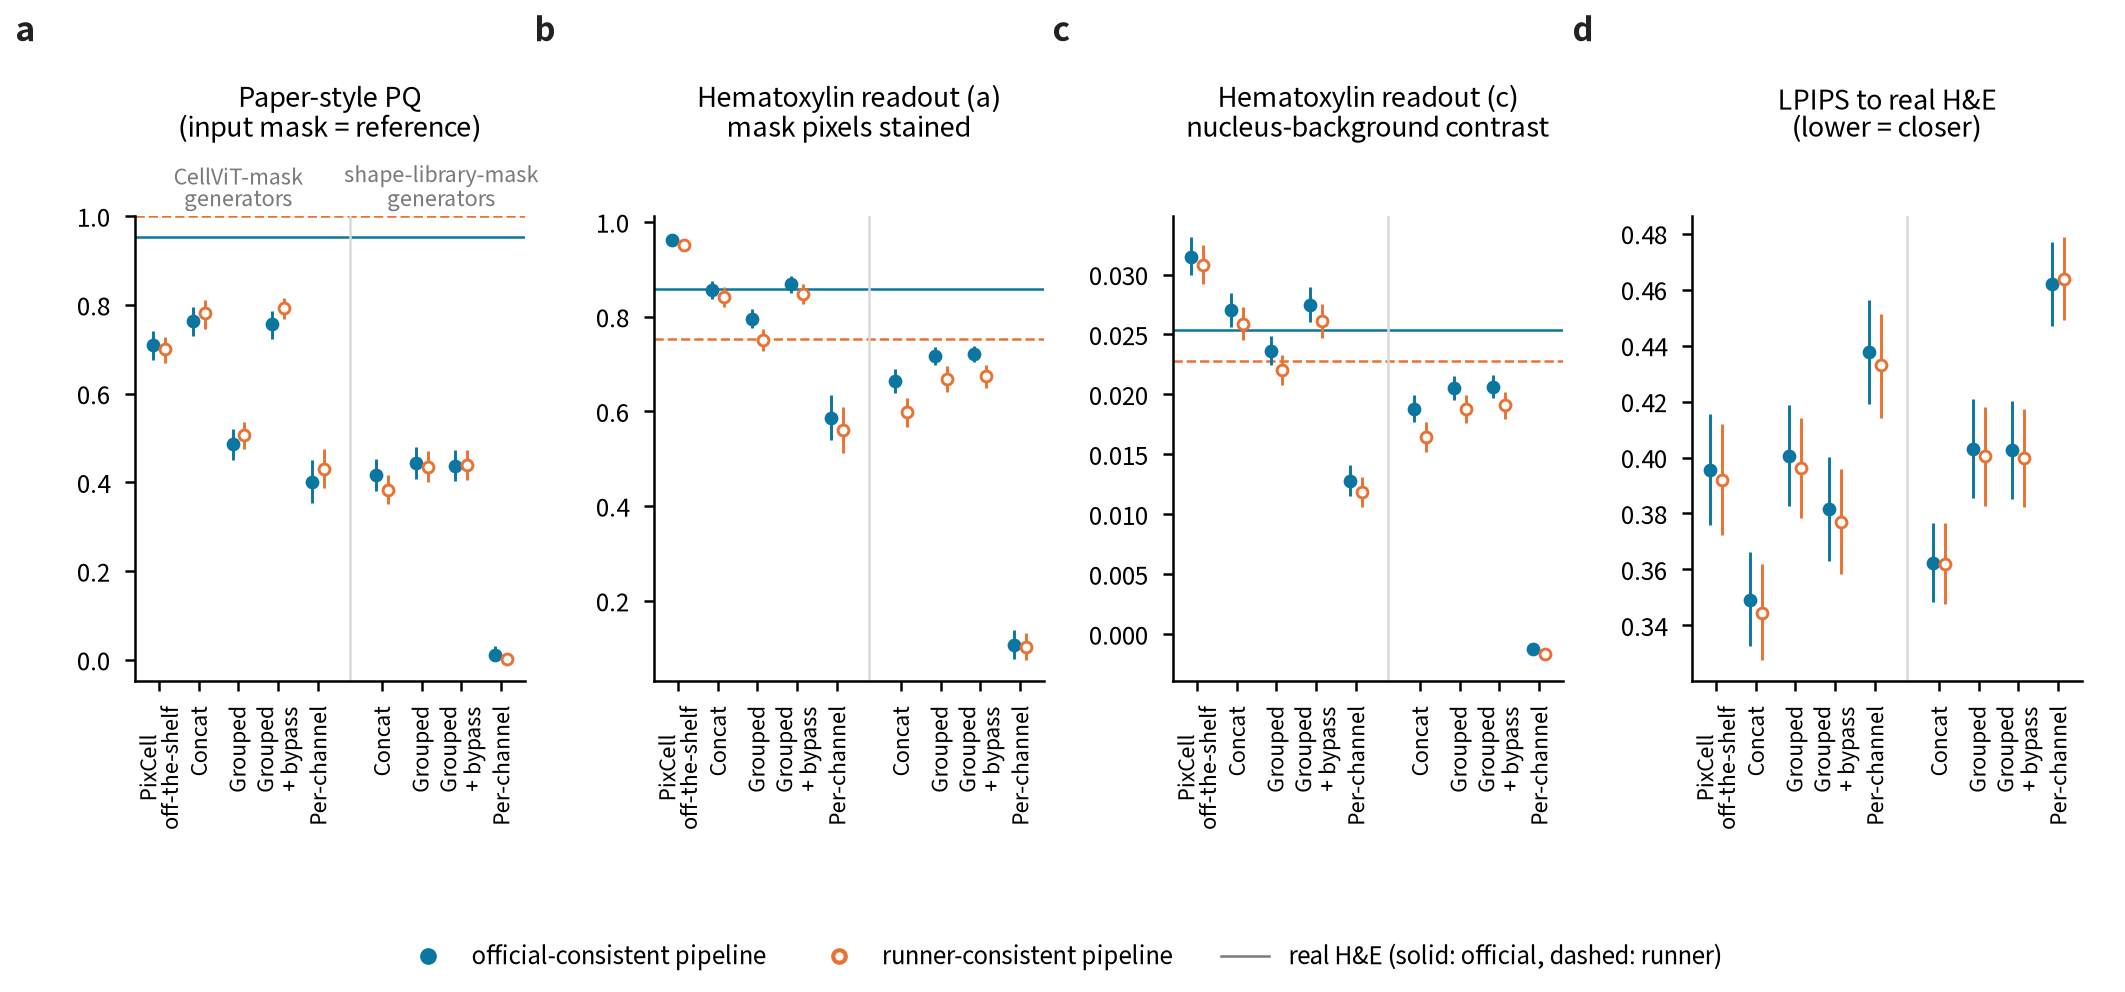 a
Paper-style PQ
(input mask = reference)
CellViT-mask
generators
shape-library-mask
generators
1.0
0.8
0.6
0.4
0.2
0.0
PixCell
off-the-shelf
Concat
Grouped
Grouped
+ bypass
Per-channel
Concat
Grouped
Grouped
+ bypass
Per-channel
b
Hematoxylin readout (a)
mask pixels stained
1.0
0.8
0.6
0.4
0.2
PixCell
off-the-shelf
Concat
Grouped
Grouped
+ bypass
Per-channel
Concat
Grouped
Grouped
+ bypass
Per-channel
c
Hematoxylin readout (c)
nucleus-background contrast
0.030
0.025
0.020
0.015
0.010
0.005
0.000
PixCell
off-the-shelf
Concat
Grouped
Grouped
+ bypass
Per-channel
Concat
Grouped
Grouped
+ bypass
Per-channel
d
LPIPS to real H&E
(lower = closer)
0.48
0.46
0.44
0.42
0.40
0.38
0.36
0.34
PixCell
off-the-shelf
Concat
Grouped
Grouped
+ bypass
Per-channel
Concat
Grouped
Grouped
+ bypass
Per-channel
official-consistent pipeline
runner-consistent pipeline
real H&E (solid: official, dashed: runner)